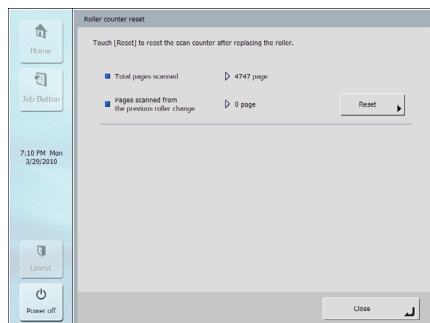 Roller counter reset
Home
Touch [Reset] to reset the scan counter after replacing the roller.
Total pages scanned 4747 page
Job Button
Pages scanned from
the previous roller change 0 page Reset
7:10 PM Mon
3/29/2010
Logout
Power off
Close